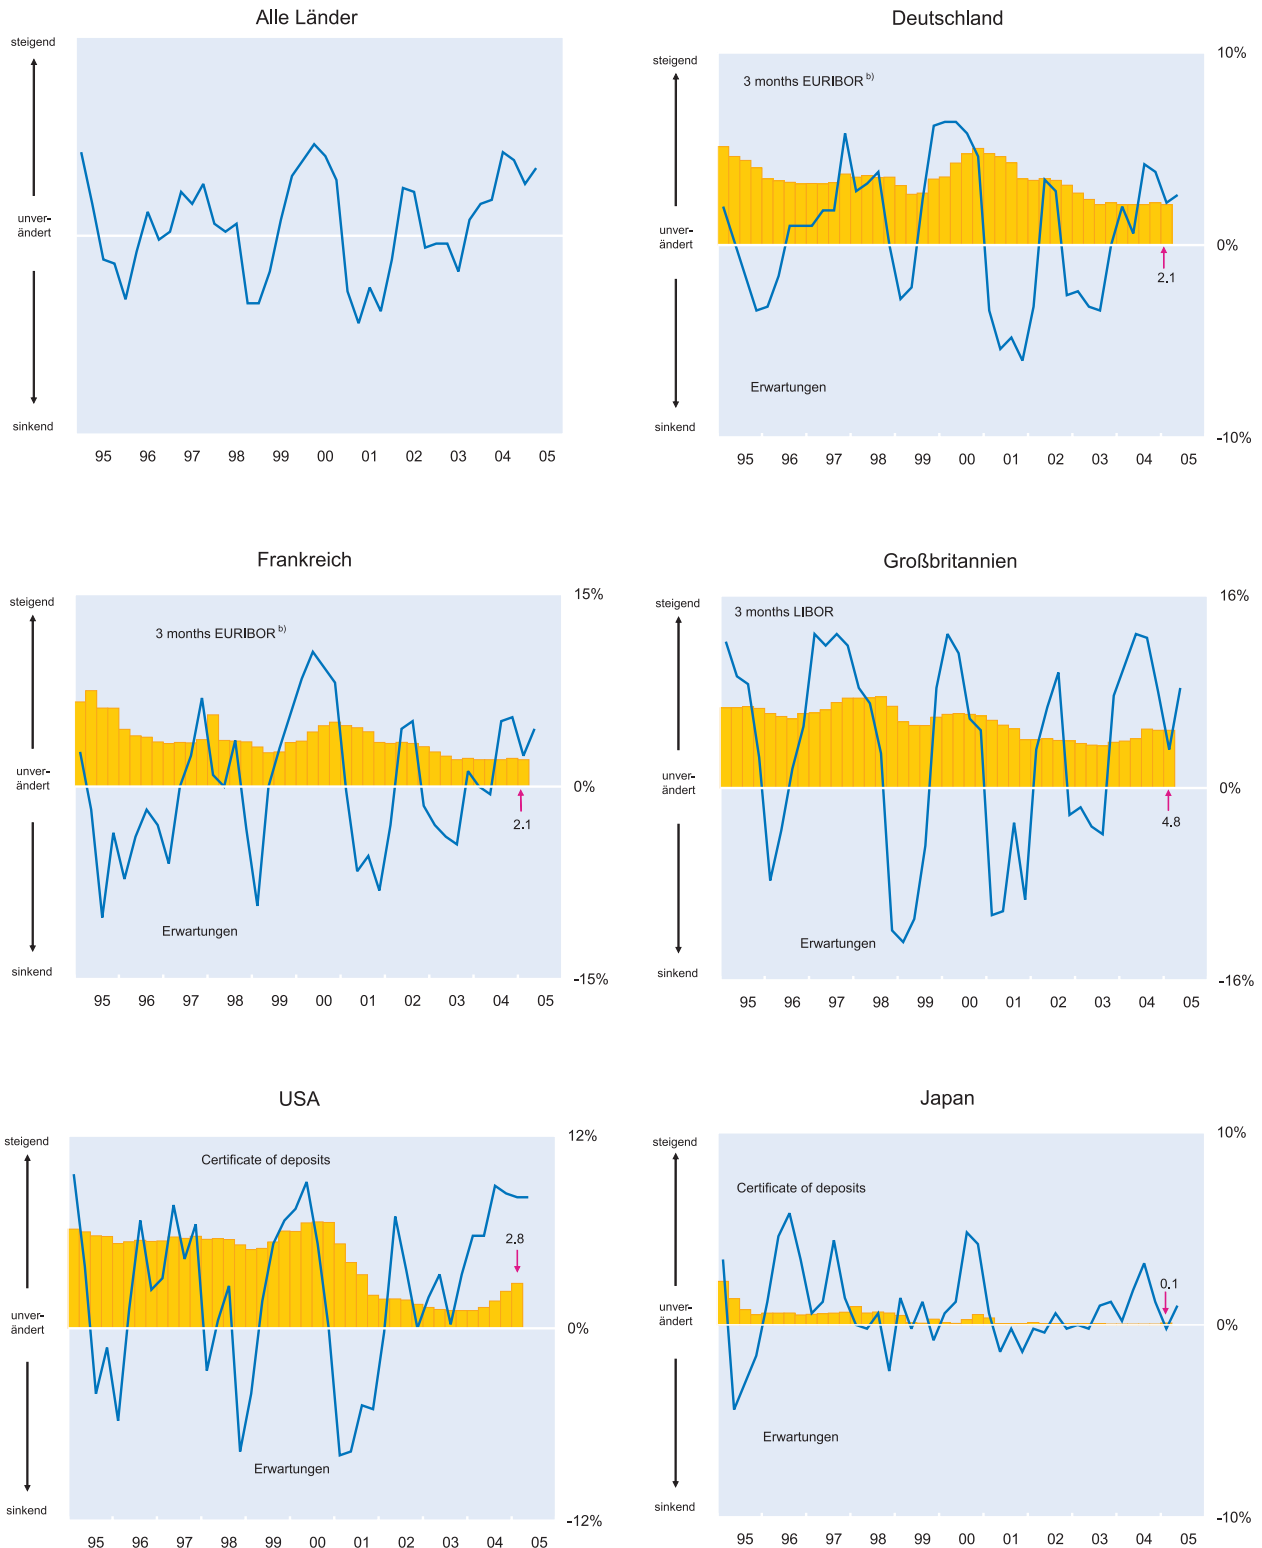 Alle Länder
steigend
unver-
ändert
sinkend
95 96 97 98 99 00 01 02 03 04 05
Deutschland
10%
steigend
3 months EURIBOR b)
unver-
ändert
0%
2.1
Erwartungen
sinkend
-10%
95 96 97 98 99 00 01 02 03 04 05
Frankreich
15%
steigend
3 months EURIBOR b)
unver-
ändert
0%
2.1
Erwartungen
sinkend
-15%
95 96 97 98 99 00 01 02 03 04 05
Großbritannien
16%
steigend
3 months LIBOR
unver-
ändert
0%
4.8
Erwartungen
sinkend
-16%
95 96 97 98 99 00 01 02 03 04 05
USA
12%
steigend
Certificate of deposits
2.8
unver-
ändert
0%
Erwartungen
sinkend
-12%
95 96 97 98 99 00 01 02 03 04 05
Japan
10%
steigend
Certificate of deposits
0.1
unver-
ändert
0%
Erwartungen
sinkend
-10%
95 96 97 98 99 00 01 02 03 04 05